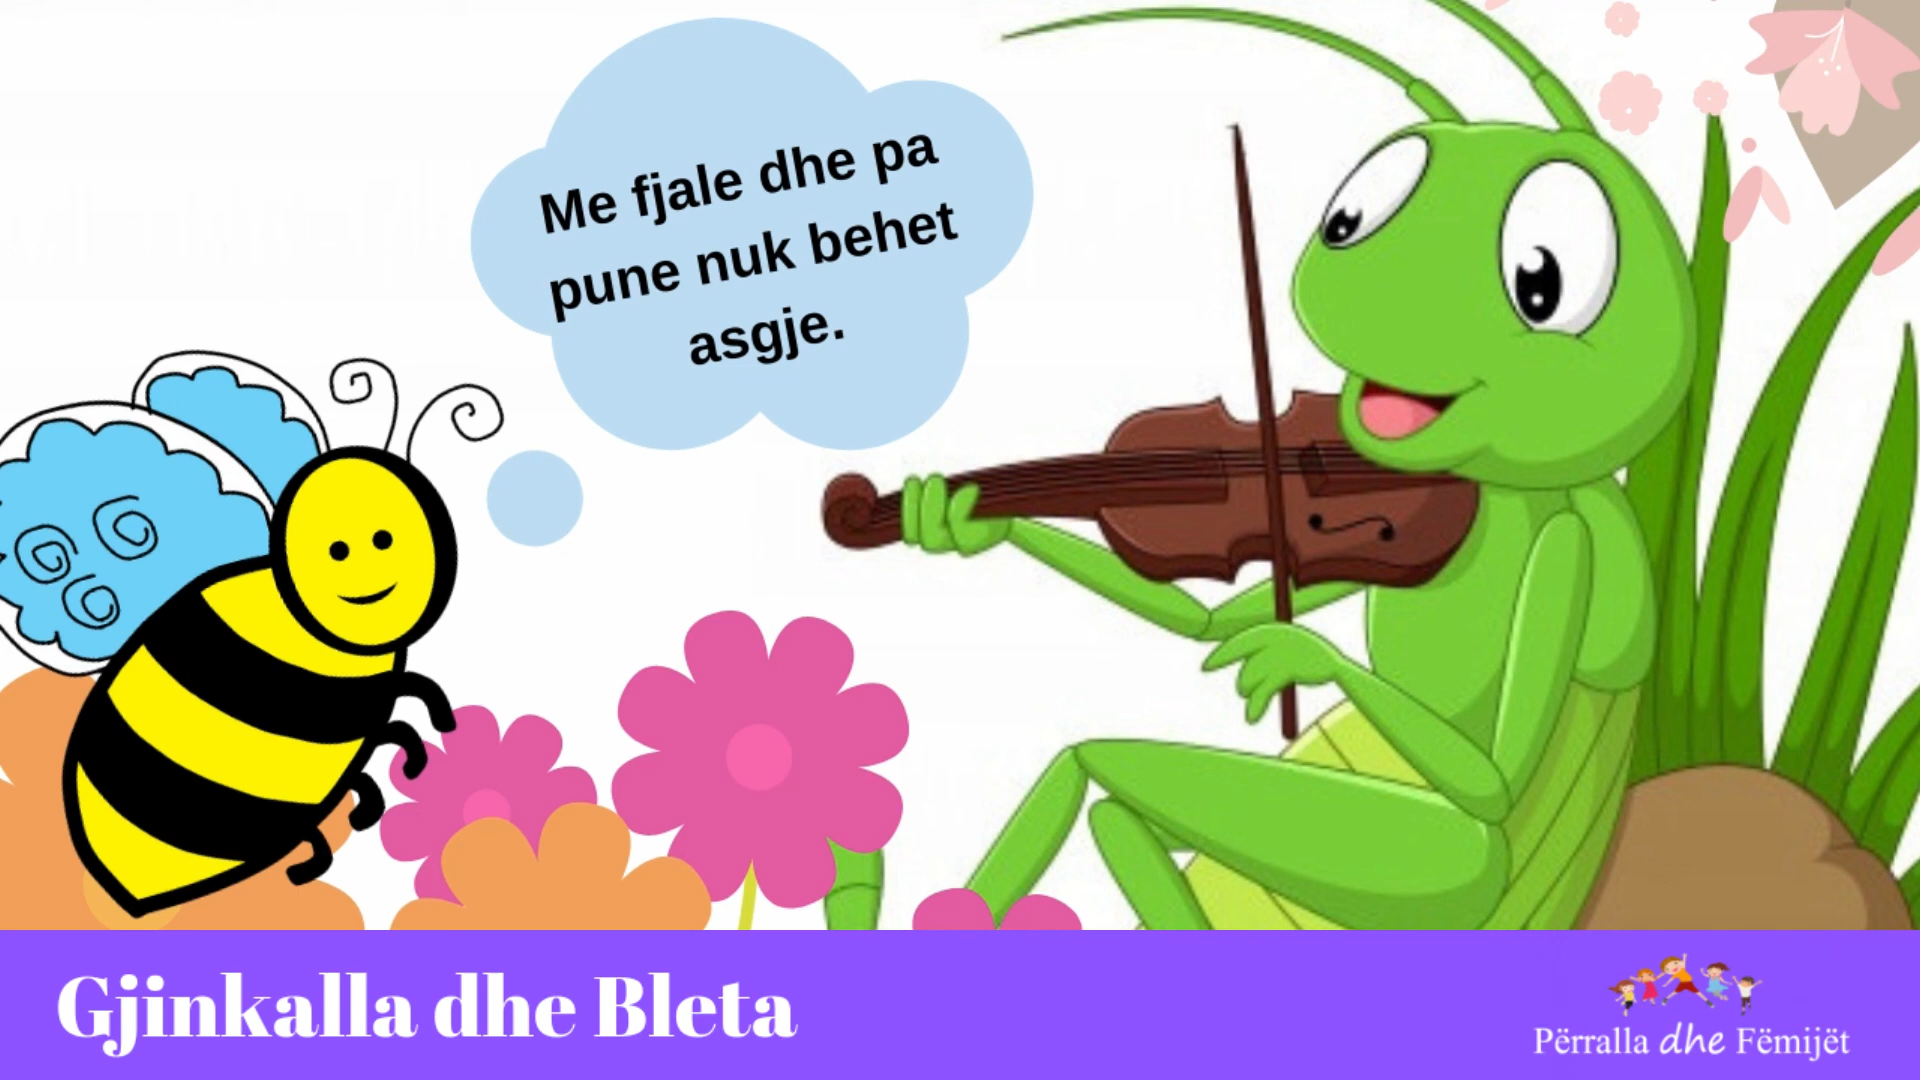 Me fjale dhe pa
pune nuk behet
asgje.
Gjinkalla dhe Bleta
Përralla dhe Fëmijët